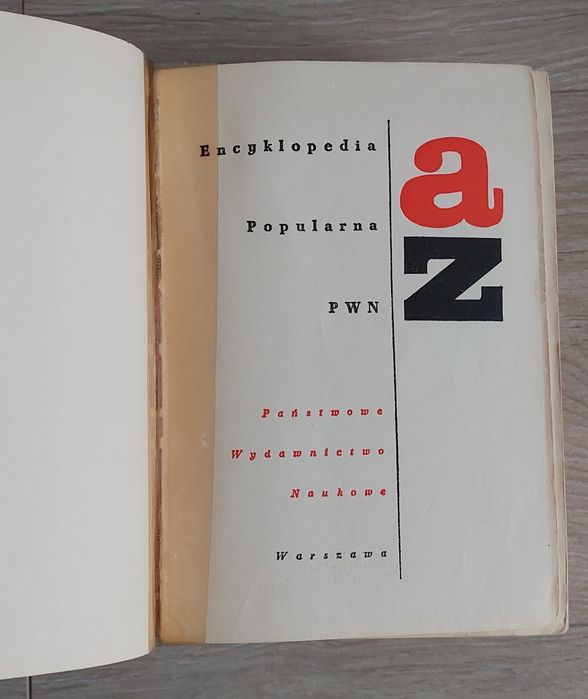 Encyklopedia
Popularna
PWN
a
z
Państwowe
Wydawnictwo
Naukowe
Warszawa